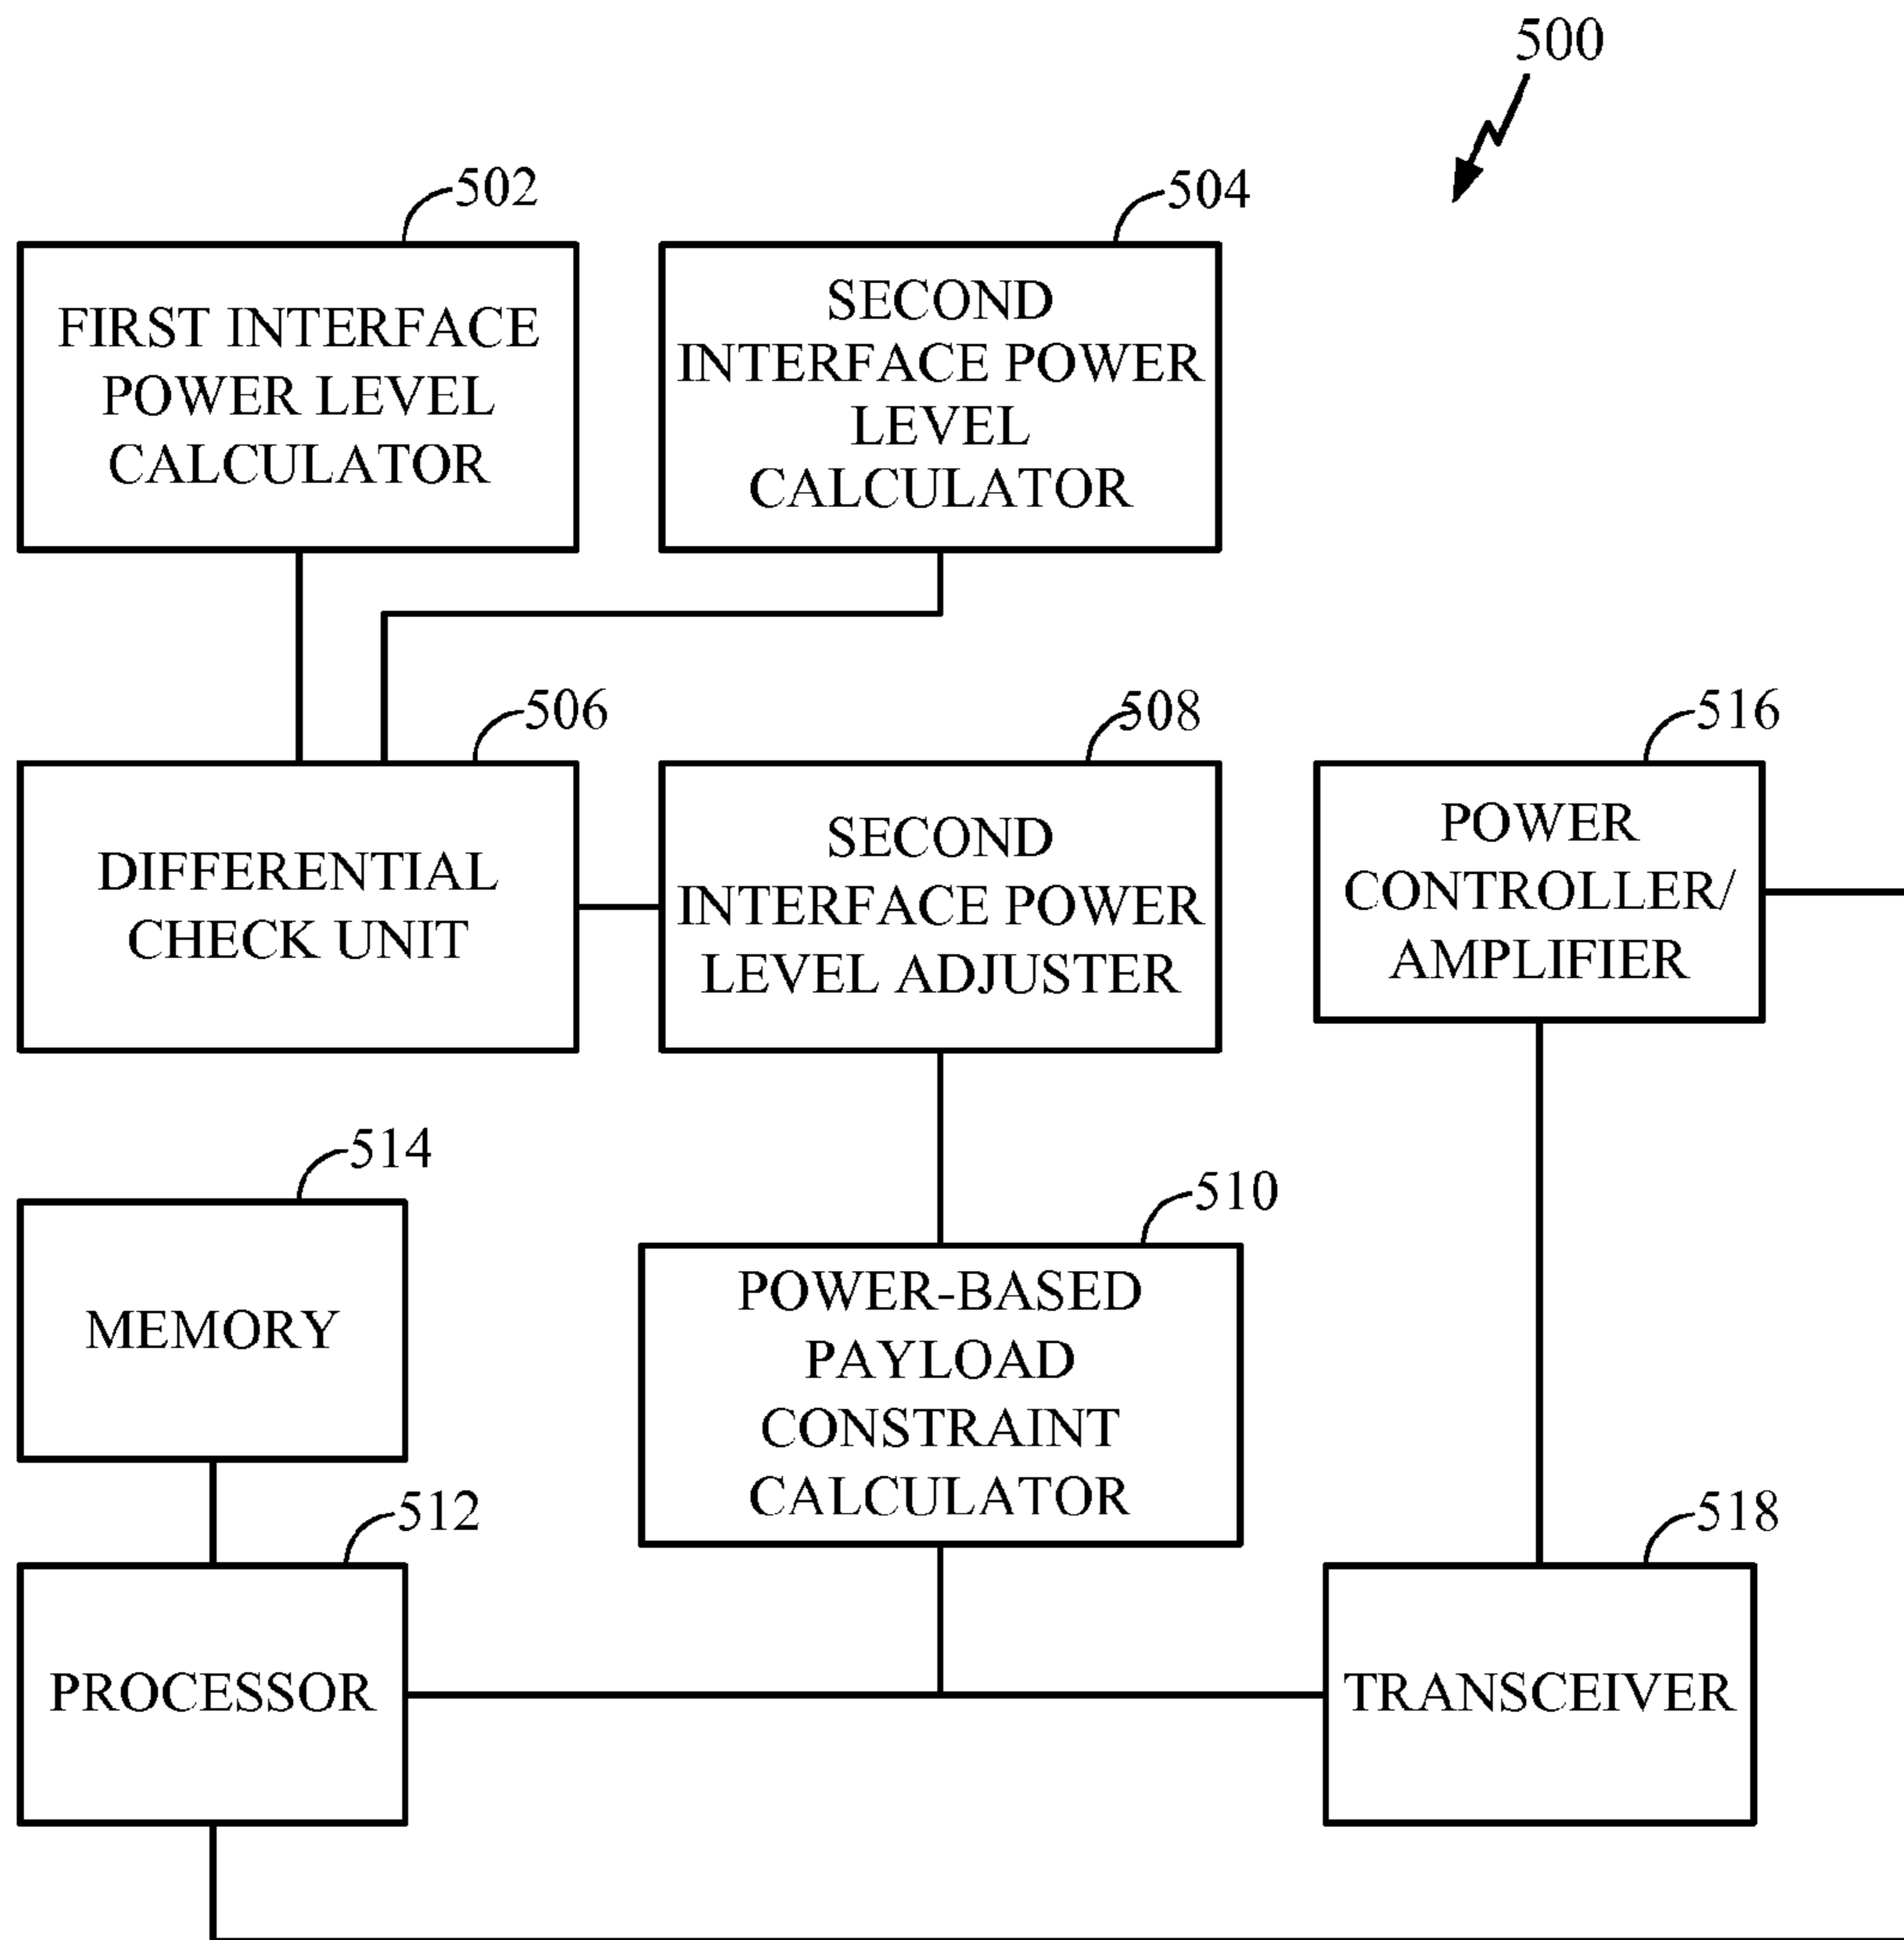 500
502
504
FIRST INTERFACE
POWER LEVEL
CALCULATOR
SECOND
INTERFACE POWER
LEVEL
CALCULATOR
506
508
516
DIFFERENTIAL
CHECK UNIT
SECOND
INTERFACE POWER
LEVEL ADJUSTER
POWER
CONTROLLER/
AMPLIFIER
514
510
MEMORY
POWER-BASED
PAYLOAD
CONSTRAINT
CALCULATOR
512
518
PROCESSOR
TRANSCEIVER